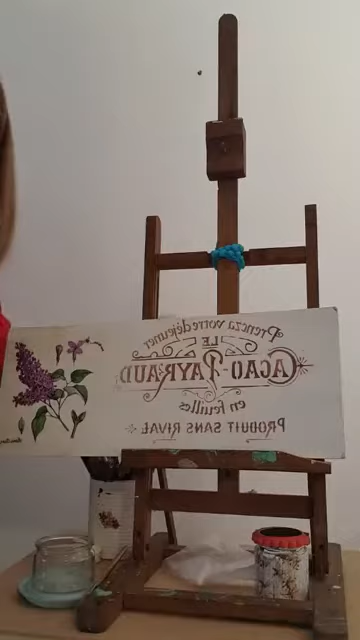 Prenez a votre déjeuner
LE
CACAO-PAYRAUD
en feuilles
PRODUIT SANS RIVAL